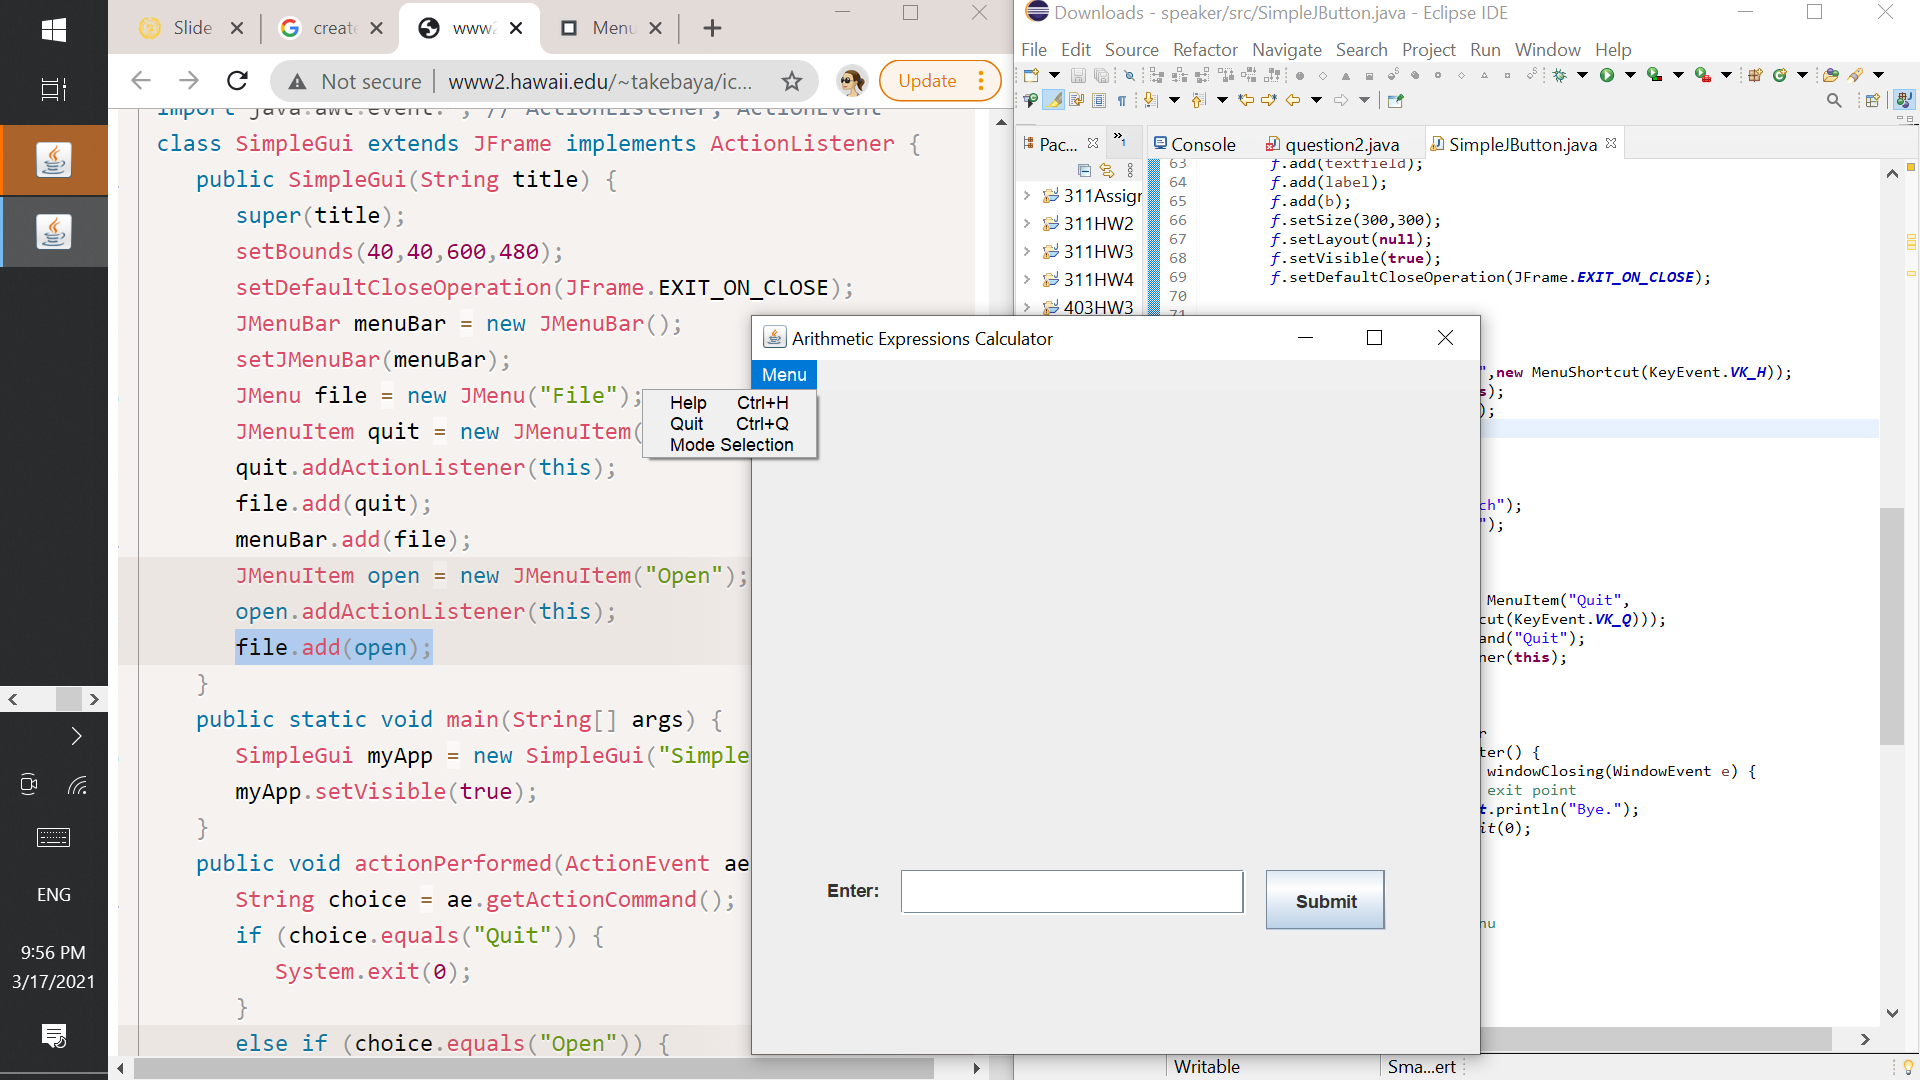 Slide
create
www2
Menu
Not secure
www2.hawaii.edu/~takebaya/ic...
Update
import java.awt.event.*; // ActionListener, ActionEvent
class SimpleGui extends JFrame implements ActionListener {
public SimpleGui(String title) {
super(title);
setBounds(40,40,600,480);
setDefaultCloseOperation(JFrame.EXIT_ON_CLOSE);
JMenuBar menuBar = new JMenuBar();
setJMenuBar(menuBar);
JMenu file = new JMenu("File");
JMenuItem quit = new JMenuItem(
quit.addActionListener(this);
file.add(quit);
menuBar.add(file);
JMenuItem open = new JMenuItem("Open");
open.addActionListener(this);
file.add(open);
}
public static void main(String[] args) {
SimpleGui myApp = new SimpleGui("Simple
myApp.setVisible(true);
}
public void actionPerformed(ActionEvent ae
String choice = ae.getActionCommand();
if (choice.equals("Quit")) {
System.exit(0);
}
else if (choice.equals("Open")) {
Downloads - speaker/src/SimpleJButton.java - Eclipse IDE
File Edit Source Refactor Navigate Search Project Run Window Help
Pac...
1
Console
question2.java
SimpleJButton.java
311Assign
311HW2
311HW3
311HW4
403HW3
63 f.add(textfield);
64 f.add(label);
65 f.add(b);
66 f.setSize(300,300);
67 f.setLayout(null);
68 f.setVisible(true);
69 f.setDefaultCloseOperation(JFrame.EXIT_ON_CLOSE);
70
71
",new MenuShortcut(KeyEvent.VK_H));
s);
);
ch");
");
MenuItem("Quit",
cut(KeyEvent.VK_Q)));
and("Quit");
ner(this);
r
ter() {
windowClosing(WindowEvent e) {
exit point
t.println("Bye.");
it(0);
nu
Writable
Sma...ert
Arithmetic Expressions Calculator
Menu
Help Ctrl+H
Quit Ctrl+Q
Mode Selection
Enter:
Submit
ENG
9:56 PM
3/17/2021